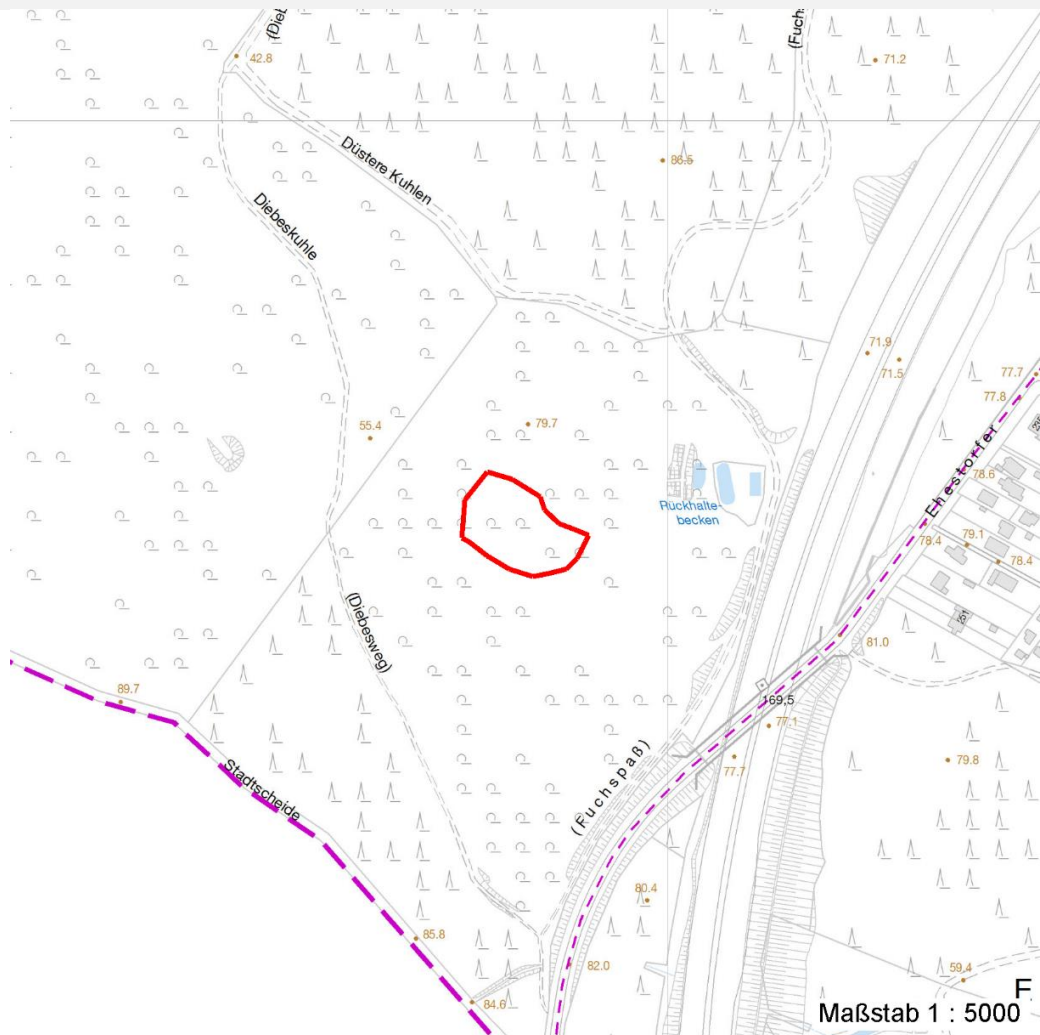 (Dieb
(Fuchs
42.8
71.2
Düstere Kuhlen
86.5
Diebeskuhle
71.9
71.5
77.7
77.8
55.4
79.7
Ehestorfer
78.6
Rückhalte-
becken
78.4
79.1
78.4
(Diebesweg)
251
81.0
89.7
169,5
77.1
77.7
79.8
Stadtscheide
(Fuchspaß)
80.4
85.8
82.0
59.4
84.6
F
Maßstab 1 : 5000